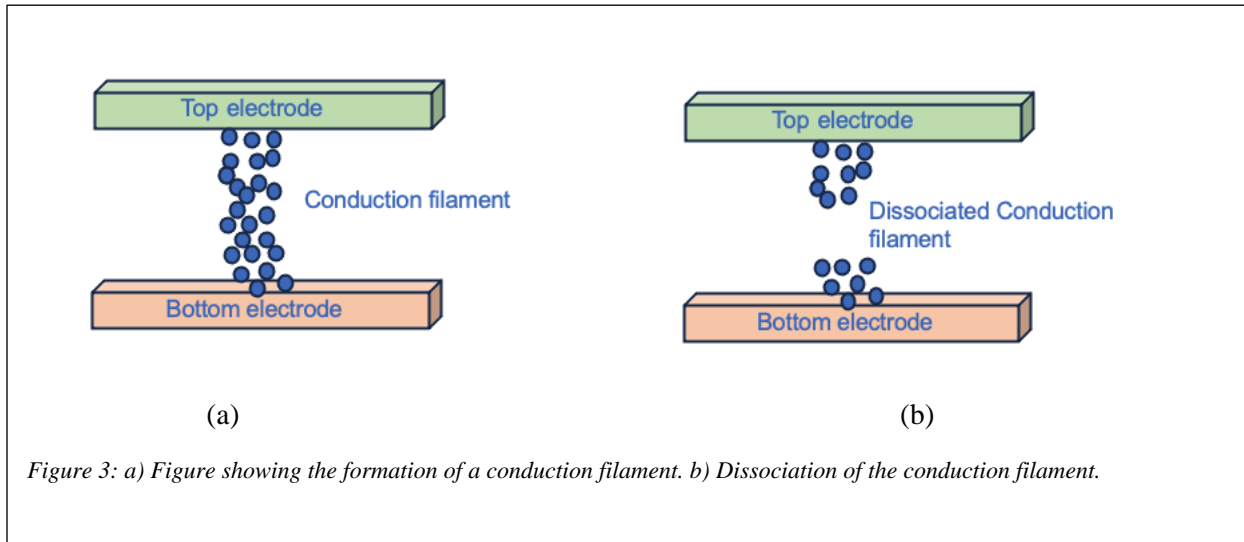 Top electrode
Conduction filament
Bottom electrode
(a)
Top electrode
Dissociated Conduction
filament
Bottom electrode
(b)
Figure 3: a) Figure showing the formation of a conduction filament. b) Dissociation of the conduction filament.